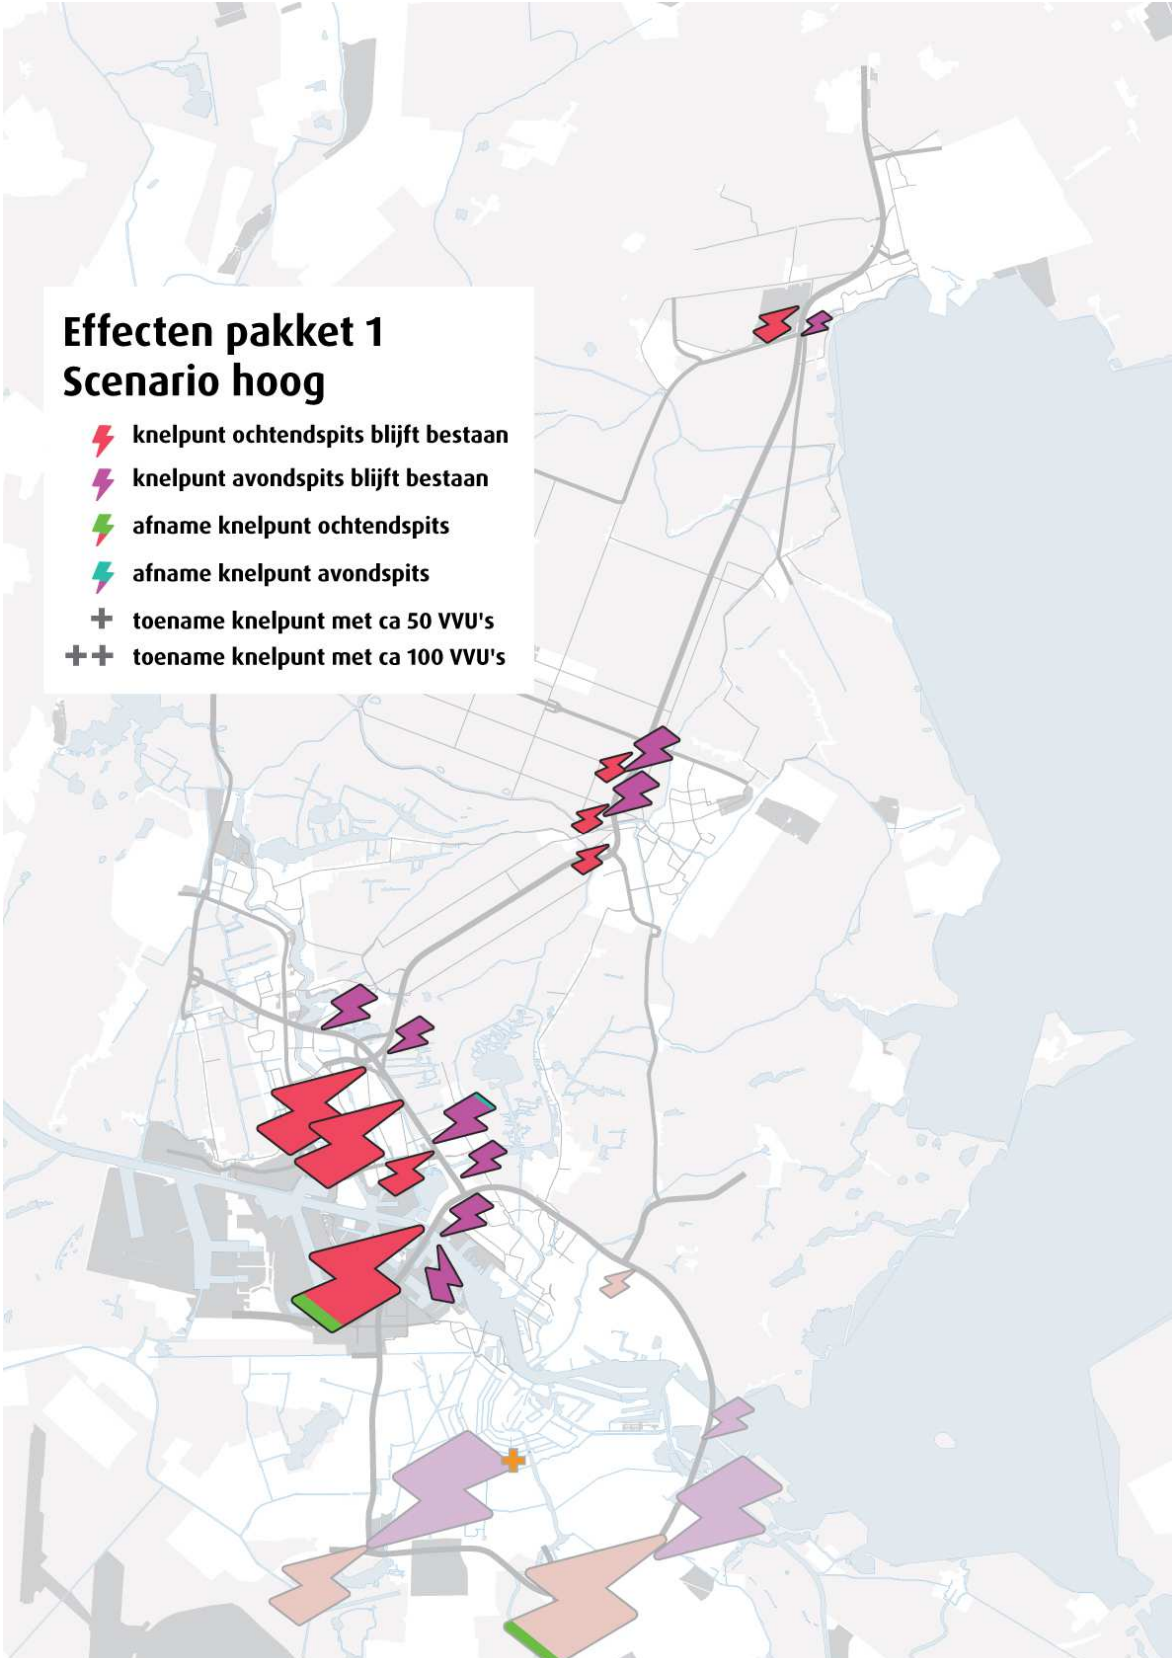 Effecten pakket 1
Scenario hoog
knelpunt ochtendspits blijft bestaan
knelpunt avondspits blijft bestaan
afname knelpunt ochtendspits
afname knelpunt avondspits
toename knelpunt met ca 50 VVU's
toename knelpunt met ca 100 VVU's